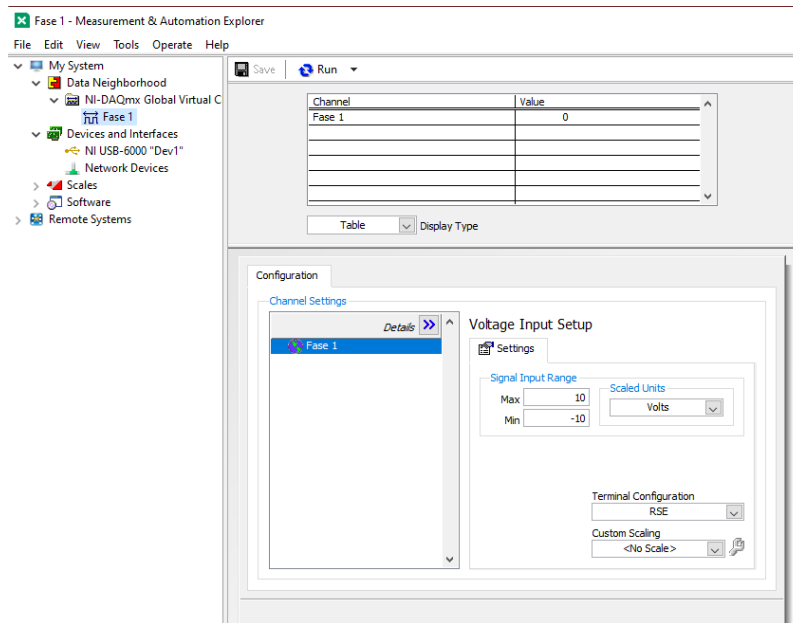 Fase 1 - Measurement & Automation Explorer
File Edit View Tools Operate Help
My System
Data Neighborhood
NI-DAQmx Global Virtual C
Fase 1
Devices and Interfaces
NI USB-6000 "Dev1"
Network Devices
Scales
Software
Remote Systems
Save Run
Channel Value
Fase 1 0
Table Display Type
Configuration
Channel Settings
Details
Fase 1
Voltage Input Setup
Settings
Signal Input Range
Max 10
Min -10
Scaled Units
Volts
Terminal Configuration
RSE
Custom Scaling
<No Scale>